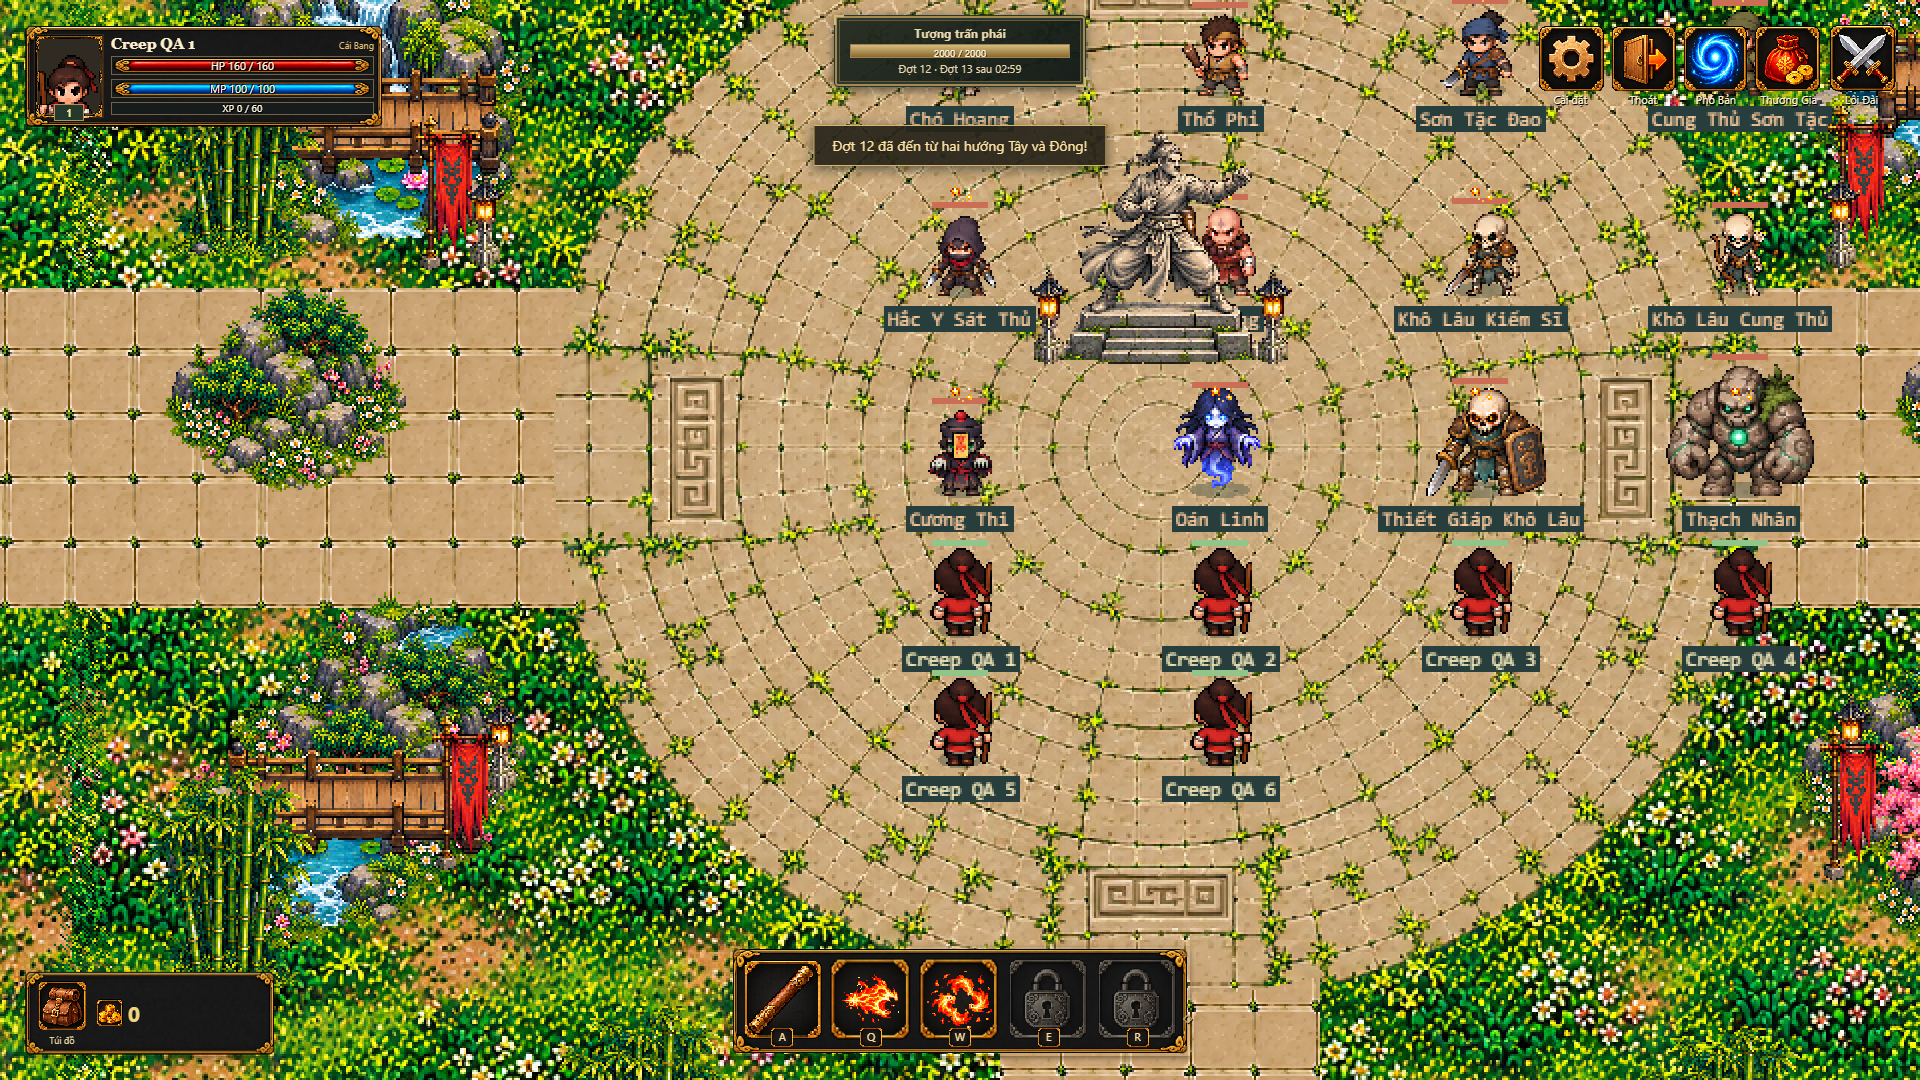 Creep QA 1
Cái Bang
HP 160 / 160
MP 100 / 100
XP 0 / 60
1
Tượng trấn phái
2000 / 2000
Đợt 12 · Đợt 13 sau 02:59
Đợt 12 đã đến từ hai hướng Tây và Đông!
Cài đặt
Thoát
Phó Bản
Thương Gia
Lôi Đài
Chó Hoang
Thổ Phỉ
Sơn Tặc Đao
Cung Thủ Sơn Tặc
Hắc Y Sát Thủ
Khô Lâu Kiếm Sĩ
Khô Lâu Cung Thủ
Cương Thi
Oán Linh
Thiết Giáp Khô Lâu
Thạch Nhân
Creep QA 1
Creep QA 2
Creep QA 3
Creep QA 4
Creep QA 5
Creep QA 6
Túi đồ
0
A
Q
W
E
R